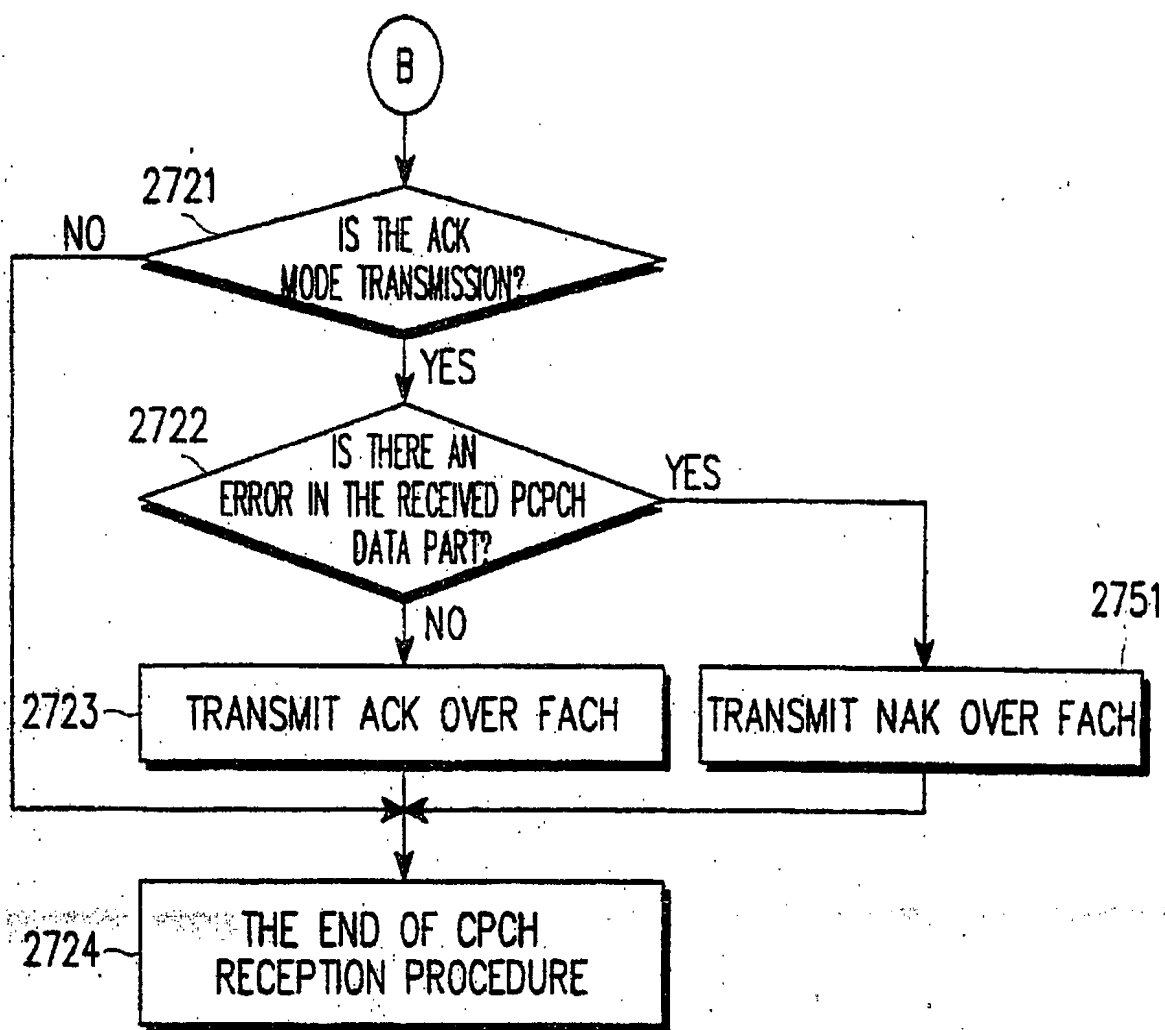 B
2721
NO
IS THE ACK
MODE TRANSMISSION?
YES
2722
IS THERE AN
ERROR IN THE RECEIVED PCPCH
DATA PART?
YES
NO
2751
2723
TRANSMIT ACK OVER FACH
TRANSMIT NAK OVER FACH
2724
THE END OF CPCH
RECEPTION PROCEDURE